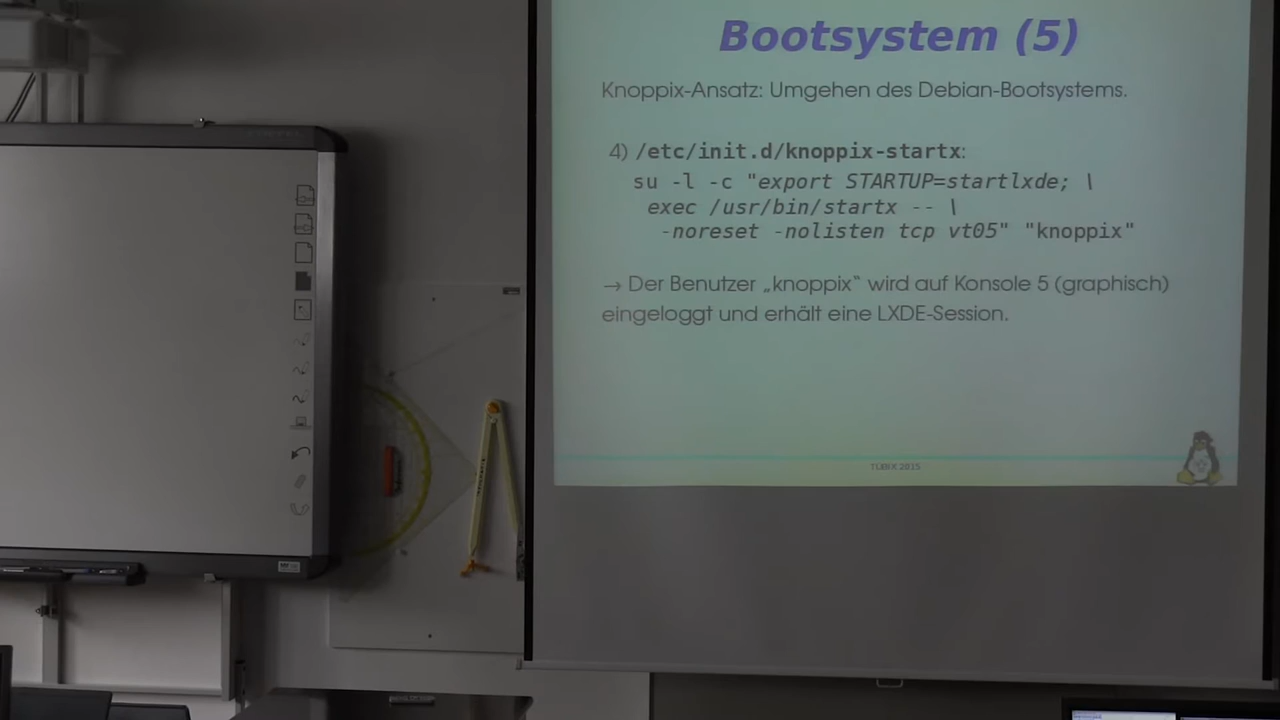 Bootsystem (5)
Knoppix-Ansatz: Umgehen des Debian-Bootsystems.
4) /etc/init.d/knoppix-startx:
su -l -c "export STARTUP=startlxde; \
exec /usr/bin/startx -- \
-noreset -nolisten tcp vt05" "knoppix"
→ Der Benutzer „knoppix“ wird auf Konsole 5 (graphisch)
eingeloggt und erhält eine LXDE-Session.